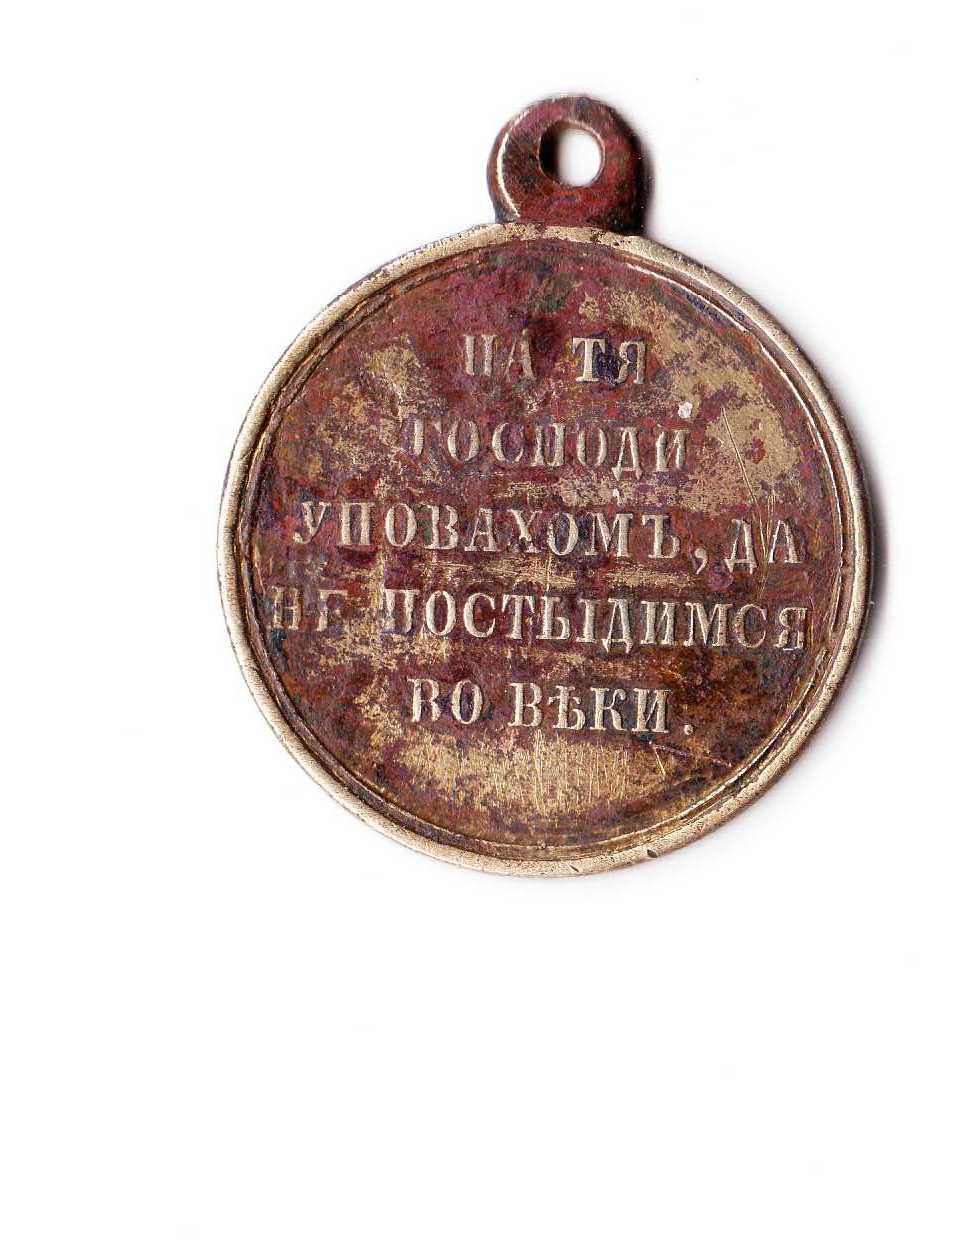 НА ТЯ
ГОСПОДИ
УПОВАХОМЪ, ДА
НЕ ПОСТЫДИМСЯ
ВО ВѢКИ.